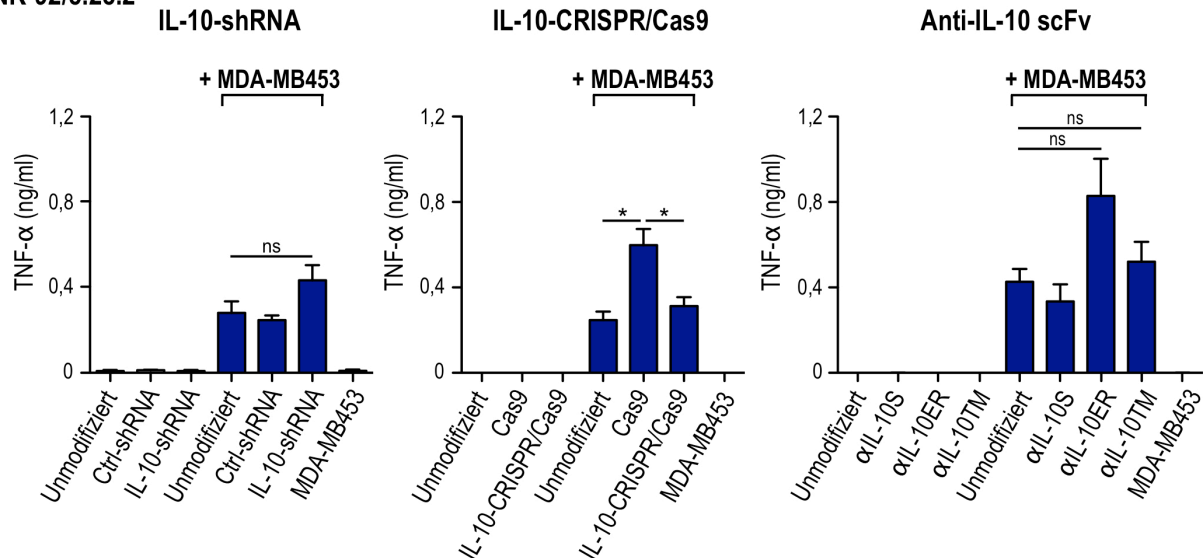 IL-10-shRNA
+ MDA-MB453
TNF-α (ng/ml)
1,2
0,8
0,4
0
ns
Unmodifiziert
Ctrl-shRNA
IL-10-shRNA
Unmodifiziert
Ctrl-shRNA
IL-10-shRNA
MDA-MB453
IL-10-CRISPR/Cas9
+ MDA-MB453
TNF-α (ng/ml)
1,2
0,8
0,4
0
* *
Unmodifiziert
Cas9
IL-10-CRISPR/Cas9
Unmodifiziert
Cas9
IL-10-CRISPR/Cas9
MDA-MB453
Anti-IL-10 scFv
+ MDA-MB453
TNF-α (ng/ml)
1,2
0,8
0,4
0
ns
ns
Unmodifiziert
αIL-10S
αIL-10ER
αIL-10TM
Unmodifiziert
αIL-10S
αIL-10ER
αIL-10TM
MDA-MB453